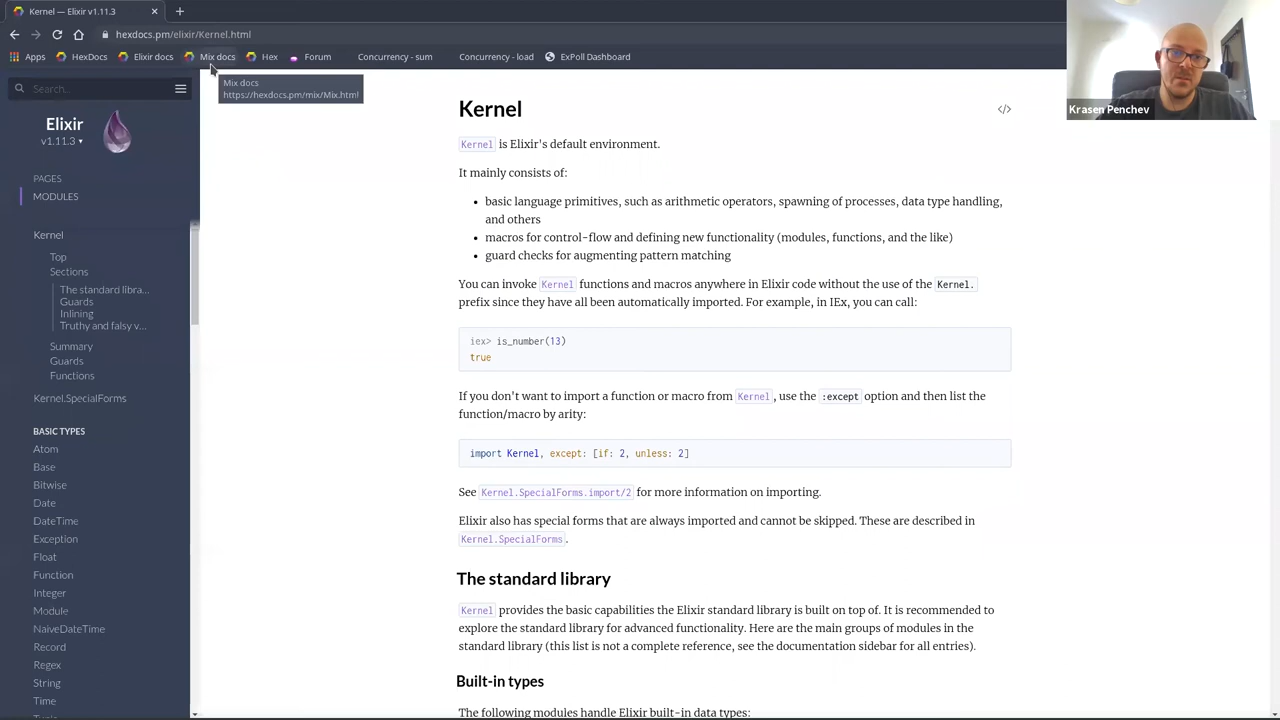 Kernel — Elixir v1.11.3
hexdocs.pm/elixir/Kernel.html
Apps HexDocs Elixir docs Mix docs Hex Forum Concurrency - sum Concurrency - load ExPoll Dashboard
Mix docs
https://hexdocs.pm/mix/Mix.html
Krasen Penchev
Search...
Elixir
v1.11.3
PAGES
MODULES
Kernel
Top
Sections
The standard libra...
Guards
Inlining
Truthy and falsy v...
Summary
Guards
Functions
Kernel.SpecialForms
BASIC TYPES
Atom
Base
Bitwise
Date
DateTime
Exception
Float
Function
Integer
Module
NaiveDateTime
Record
Regex
String
Time
Kernel
</>
Kernel is Elixir's default environment.
It mainly consists of:
• basic language primitives, such as arithmetic operators, spawning of processes, data type handling,
and others
• macros for control-flow and defining new functionality (modules, functions, and the like)
• guard checks for augmenting pattern matching
You can invoke Kernel functions and macros anywhere in Elixir code without the use of the Kernel.
prefix since they have all been automatically imported. For example, in IEx, you can call:
iex> is_number(13)
true
If you don't want to import a function or macro from Kernel, use the :except option and then list the
function/macro by arity:
import Kernel, except: [if: 2, unless: 2]
See Kernel.SpecialForms.import/2 for more information on importing.
Elixir also has special forms that are always imported and cannot be skipped. These are described in
Kernel.SpecialForms.
The standard library
Kernel provides the basic capabilities the Elixir standard library is built on top of. It is recommended to
explore the standard library for advanced functionality. Here are the main groups of modules in the
standard library (this list is not a complete reference, see the documentation sidebar for all entries).
Built-in types
The following modules handle Elixir built-in data types: